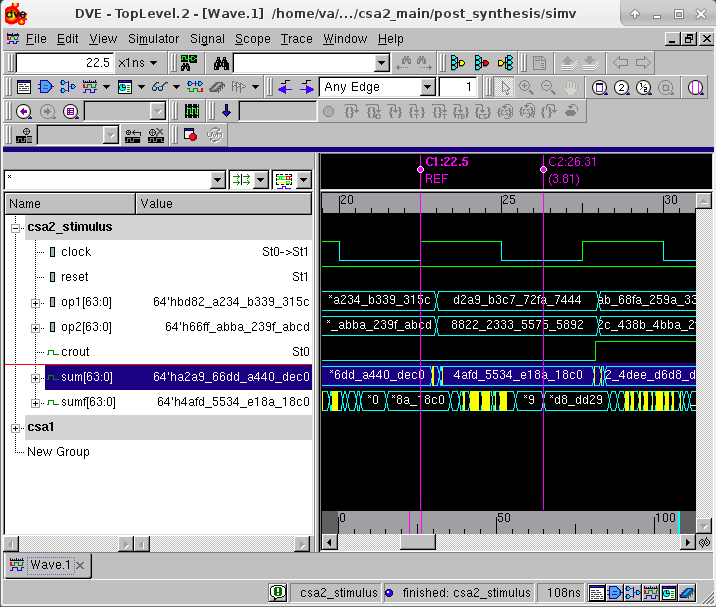 DVE - TopLevel.2 - [Wave.1] /home/va/.../csa2_main/post_synthesis/simv
File Edit View Simulator Signal Scope Trace Window Help
22.5 x1ns
Any Edge 1
C1:22.5 C2:26.31
REF (3.81)
*
Name Value 20 25 30
csa2_stimulus
clock St0->St1
reset St1
op1[63:0] 64'hbd82_a234_b339_315c *a234_b339_315c d2a9_b3c7_72fa_7444 ab_68fa_259a_33
op2[63:0] 64'h66ff_abba_239f_abcd *_abba_239f_abcd 8822_2333_5575_5892 2c_438b_4bba_2
crout St0
sum[63:0] 64'ha2a9_66dd_a440_dec0 *6dd_a440_dec0 4afd_5534_e18a_18c0 2_4dee_d6d8_d
sumf[63:0] 64'h4afd_5534_e18a_18c0 *0 *8a_18c0 *9 *d8_dd29
csa1
New Group
0 50 100
Wave.1
csa2_stimulus finished: csa2_stimulus 108ns